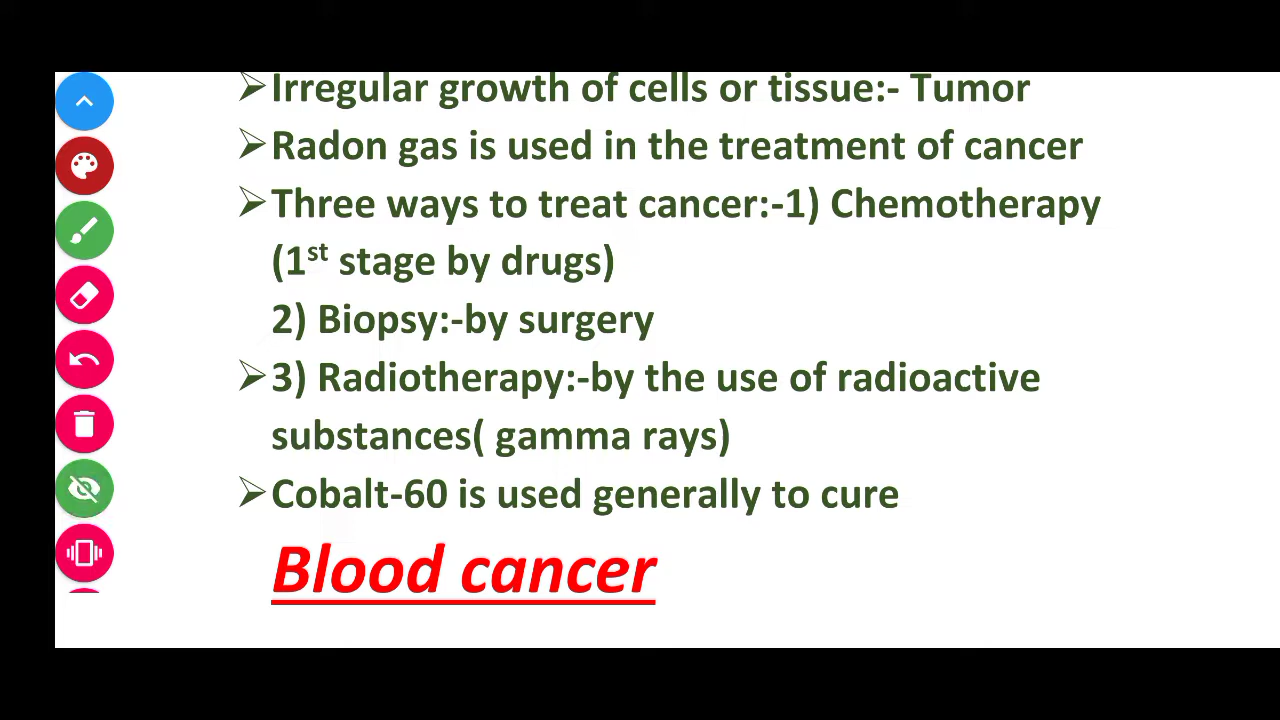 ➢Irregular growth of cells or tissue:- Tumor
➢Radon gas is used in the treatment of cancer
➢Three ways to treat cancer:-1) Chemotherapy
(1st stage by drugs)
2) Biopsy:-by surgery
➢3) Radiotherapy:-by the use of radioactive
substances( gamma rays)
➢Cobalt-60 is used generally to cure
Blood cancer